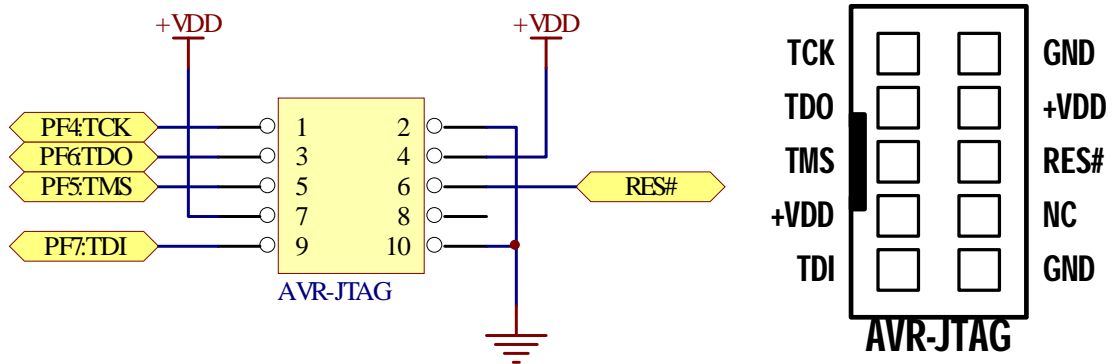 +VDD +VDD
PF4:TCK 1 2
PF6:TDO 3 4
PF5:TMS 5 6 RES#
7 8
PF7:TDI 9 10
AVR-JTAG
TCK GND
TDO +VDD
TMS RES#
+VDD NC
TDI GND
AVR-JTAG